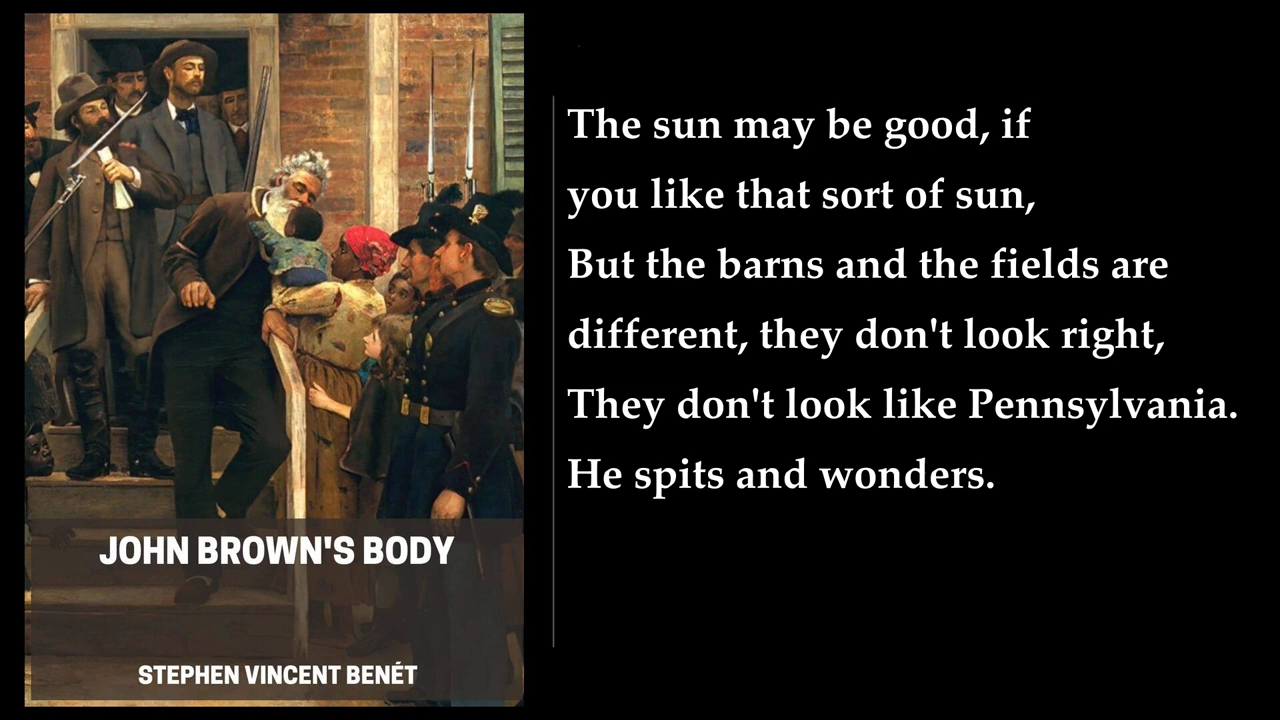 The sun may be good, if
you like that sort of sun,
But the barns and the fields are
different, they don't look right,
They don't look like Pennsylvania.
He spits and wonders.
JOHN BROWN'S BODY
STEPHEN VINCENT BENÉT